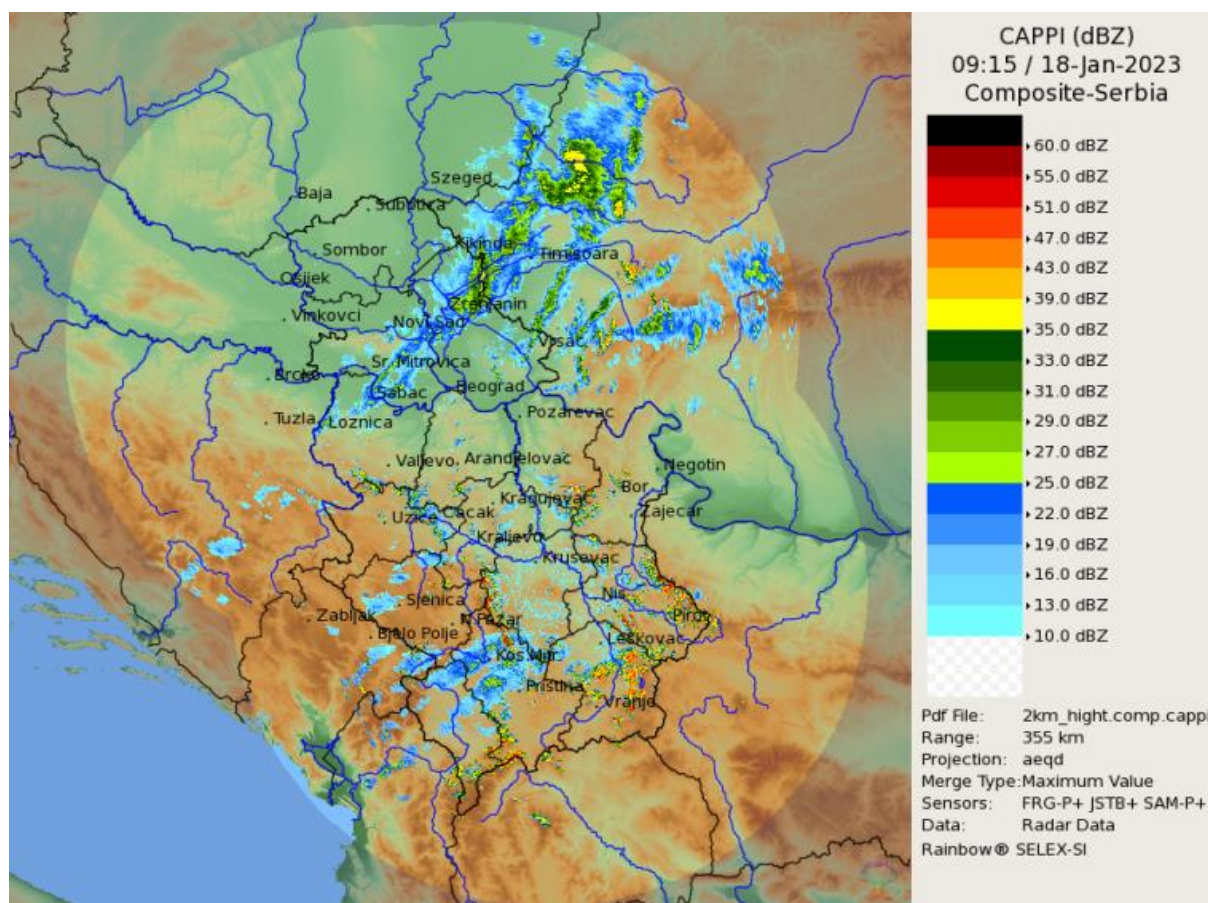 CAPPI (dBZ)
09:15 / 18-Jan-2023
Composite-Serbia
60.0 dBZ
55.0 dBZ
51.0 dBZ
47.0 dBZ
43.0 dBZ
39.0 dBZ
35.0 dBZ
33.0 dBZ
31.0 dBZ
29.0 dBZ
27.0 dBZ
25.0 dBZ
22.0 dBZ
19.0 dBZ
16.0 dBZ
13.0 dBZ
10.0 dBZ
Pdf File: 2km_hight.comp.cappi
Range: 355 km
Projection: aeqd
Merge Type: Maximum Value
Sensors: FRG-P+ JSTB+ SAM-P+
Data: Radar Data
Rainbow® SELEX-SI
Szeged
Baja
Subotica
Kikinda
Sombor
Timisoara
Osijek
Zrenjanin
Vinkovci
Novi Sad
Vrsac
Sr. Mitrovica
Brcko
Beograd
Sabac
Pozarevac
Tuzla
Loznica
Valjevo
Arandjelovac
Negotin
Bor
Kragujevac
Zajecar
Cacak
Uzice
Kraljevo
Krusevac
Nis
Sjenica
Zabljak
N.Pazar
Pirot
Bjelo Polje
Leskovac
Kos.Mitr.
Pristina
Vranje